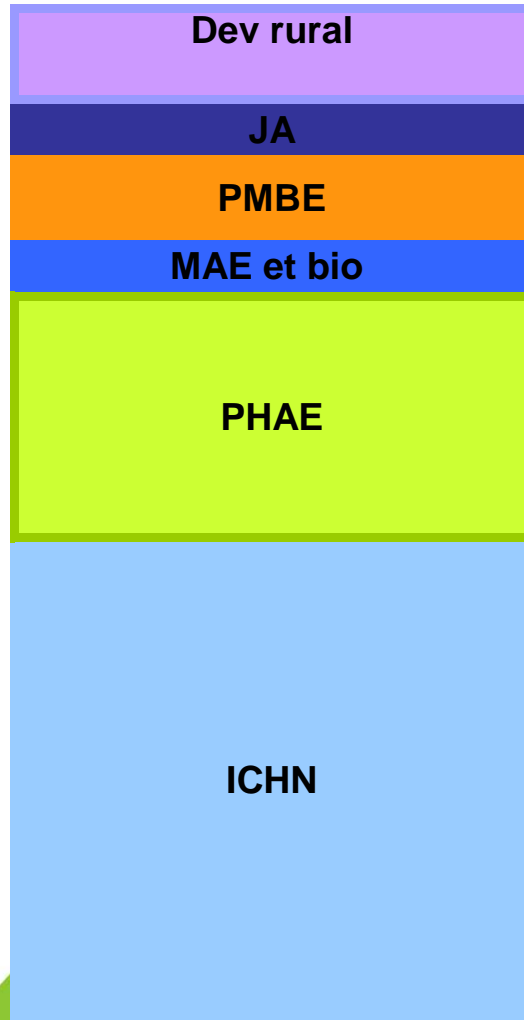 Dev rural
JA
PMBE
MAE et bio
PHAE
ICHN